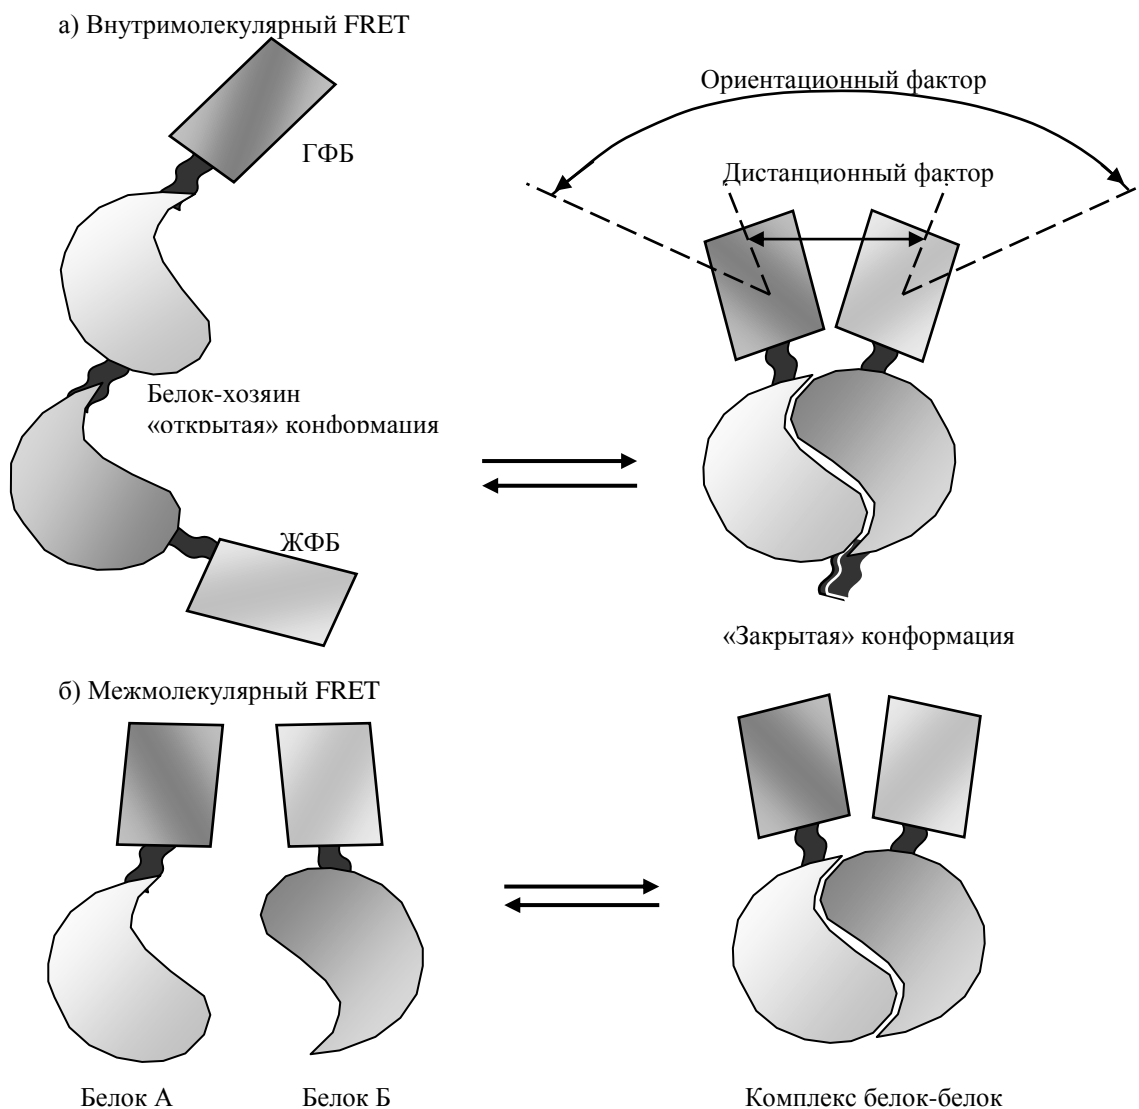 а) Внутримолекулярный FRET
Ориентационный фактор
ГФБ
Дистанционный фактор
Белок-хозяин
«открытая» конформация
ЖФБ
«Закрытая» конформация
б) Межмолекулярный FRET
Белок А
Белок Б
Комплекс белок-белок